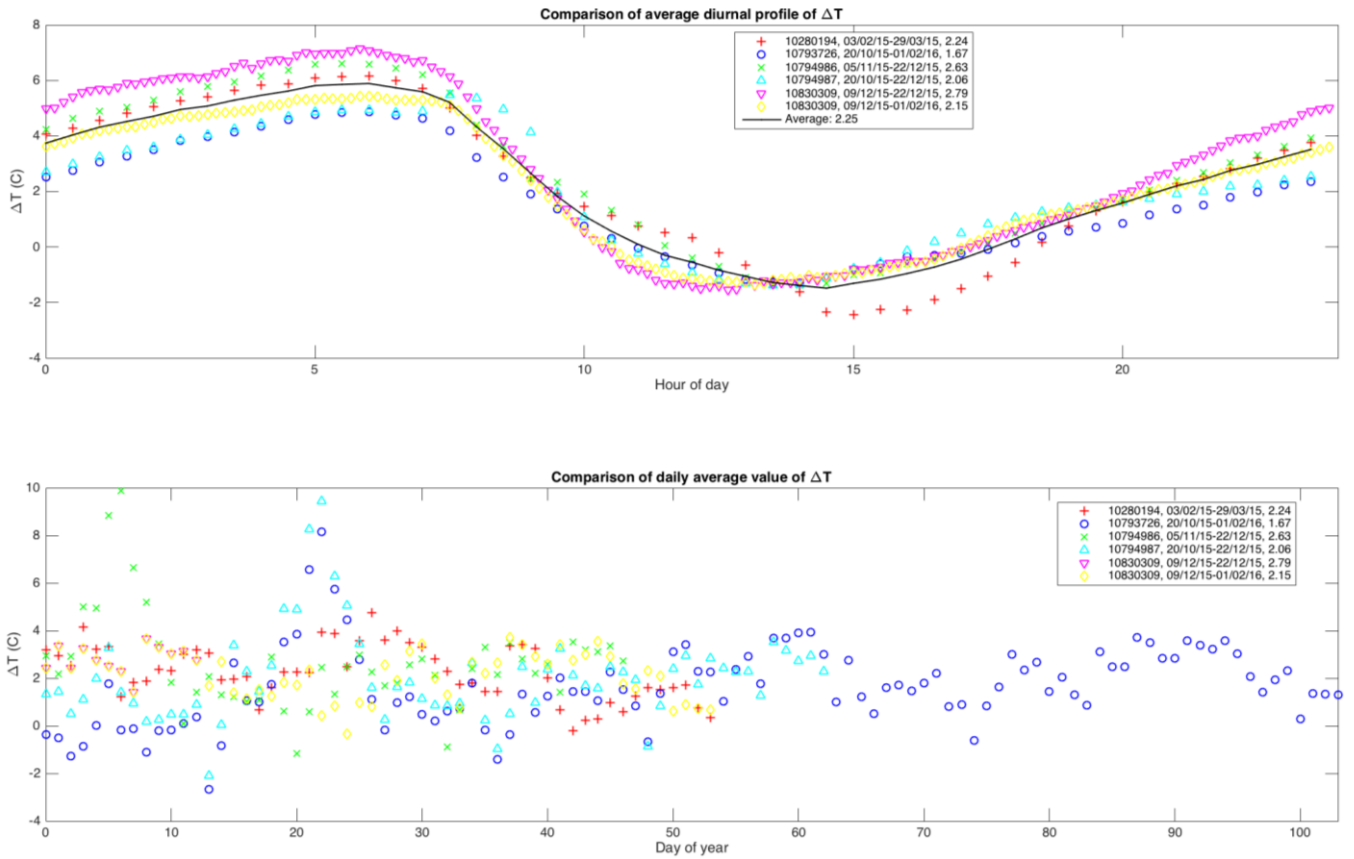 Comparison of average diurnal profile of ΔT
8
6
4
2
0
-2
-4
ΔT (C)
10280194, 03/02/15-29/03/15, 2.24
10793726, 20/10/15-01/02/16, 1.67
10794986, 05/11/15-22/12/15, 2.63
10794987, 20/10/15-22/12/15, 2.06
10830309, 09/12/15-22/12/15, 2.79
10830309, 09/12/15-01/02/16, 2.15
Average: 2.25
0 5 10 15 20
Hour of day
Comparison of daily average value of ΔT
10
8
6
4
2
0
-2
-4
ΔT (C)
10280194, 03/02/15-29/03/15, 2.24
10793726, 20/10/15-01/02/16, 1.67
10794986, 05/11/15-22/12/15, 2.63
10794987, 20/10/15-22/12/15, 2.06
10830309, 09/12/15-22/12/15, 2.79
10830309, 09/12/15-01/02/16, 2.15
0 10 20 30 40 50 60 70 80 90 100
Day of year